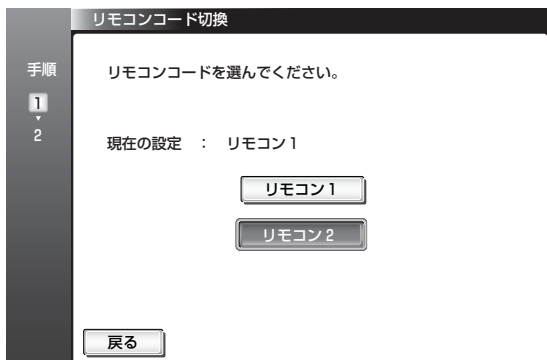 リモコンコード切換
手順
1
2
リモコンコードを選んでください。
現在の設定 ： リモコン1
リモコン1
リモコン2
戻る